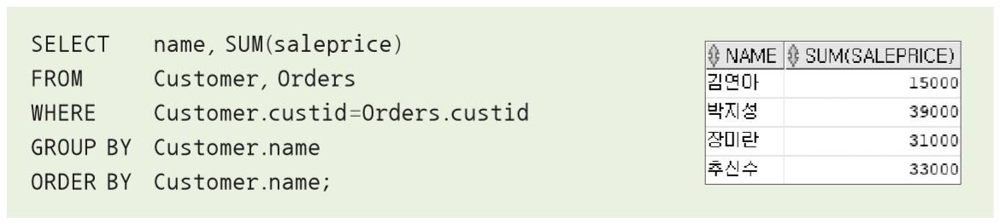 SELECT name, SUM(saleprice)
FROM Customer, Orders
WHERE Customer.custid=Orders.custid
GROUP BY Customer.name
ORDER BY Customer.name;
NAME SUM(SALEPRICE)
김연아 15000
박지성 39000
장미란 31000
추신수 33000